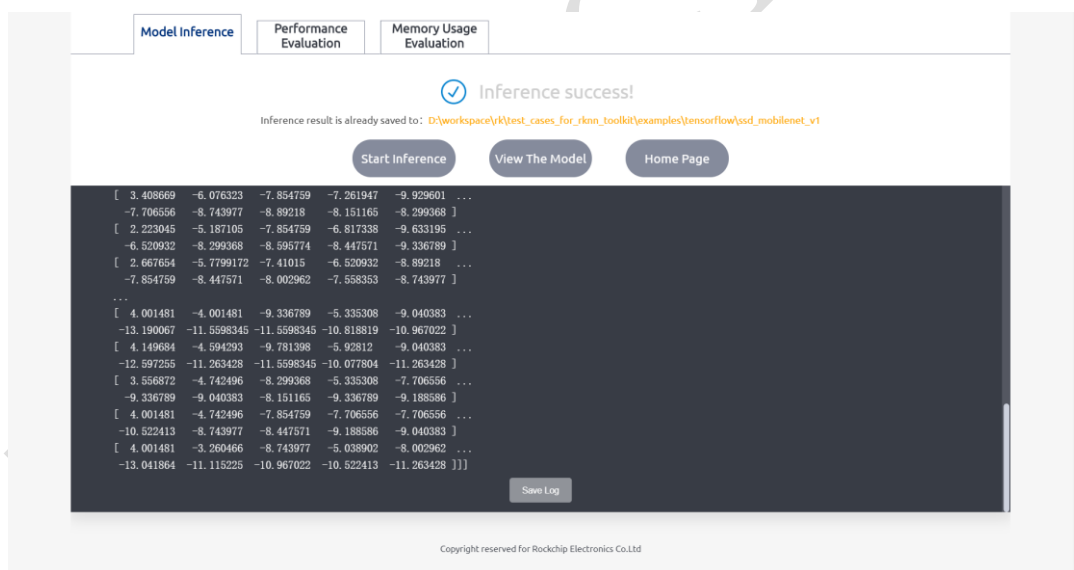 Model Inference
Performance
Evaluation
Memory Usage
Evaluation
Inference success!
Inference result is already saved to: D:\workspace\rk\test_cases_for_rknn_toolkit\examples\tensorflow\ssd_mobilenet_v1
Start Inference
View The Model
Home Page
[ 3.408669 -6.076323 -7.854759 -7.261947 -9.929601 ...
-7.706556 -8.743977 -8.89218 -8.151165 -8.299368 ]
[ 2.223045 -5.187105 -7.854759 -6.817338 -9.633195 ...
-6.520932 -8.299368 -8.595774 -8.447571 -9.336789 ]
[ 2.667654 -5.7799172 -7.41015 -6.520932 -8.89218 ...
-7.854759 -8.447571 -8.002962 -7.558353 -8.743977 ]
...
[ 4.001481 -4.001481 -9.336789 -5.335308 -9.040383 ...
-13.190067 -11.5598345 -11.5598345 -10.818819 -10.967022 ]
[ 4.149684 -4.594293 -9.781398 -5.92812 -9.040383 ...
-12.597255 -11.263428 -11.5598345 -10.077804 -11.263428 ]
[ 3.556872 -4.742496 -8.299368 -5.335308 -7.706556 ...
-9.336789 -9.040383 -8.151165 -9.336789 -9.188586 ]
[ 4.001481 -4.742496 -7.854759 -7.706556 -7.706556 ...
-10.522413 -8.743977 -8.447571 -9.188586 -9.040383 ]
[ 4.001481 -3.260466 -8.743977 -5.038902 -8.002962 ...
-13.041864 -11.115225 -10.967022 -10.522413 -11.263428 ]]]
Save Log
Copyright reserved for Rockchip Electronics Co.Ltd